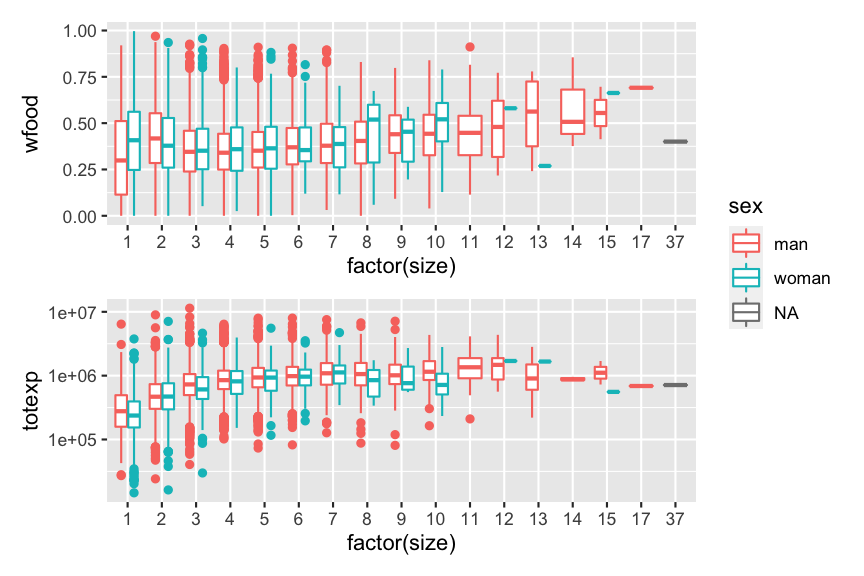 wfood
1.00
0.75
0.50
0.25
0.00
1 2 3 4 5 6 7 8 9 10 11 12 13 14 15 17 37
factor(size)
totexp
1e+07
1e+06
1e+05
1 2 3 4 5 6 7 8 9 10 11 12 13 14 15 17 37
factor(size)
sex
man
woman
NA